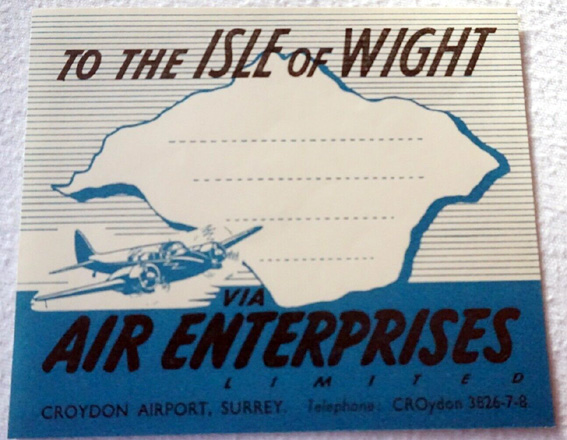 TO THE ISLE OF WIGHT
VIA
AIR ENTERPRISES
LIMITED
CROYDON AIRPORT, SURREY. Telephone: CROydon 3826-7-8